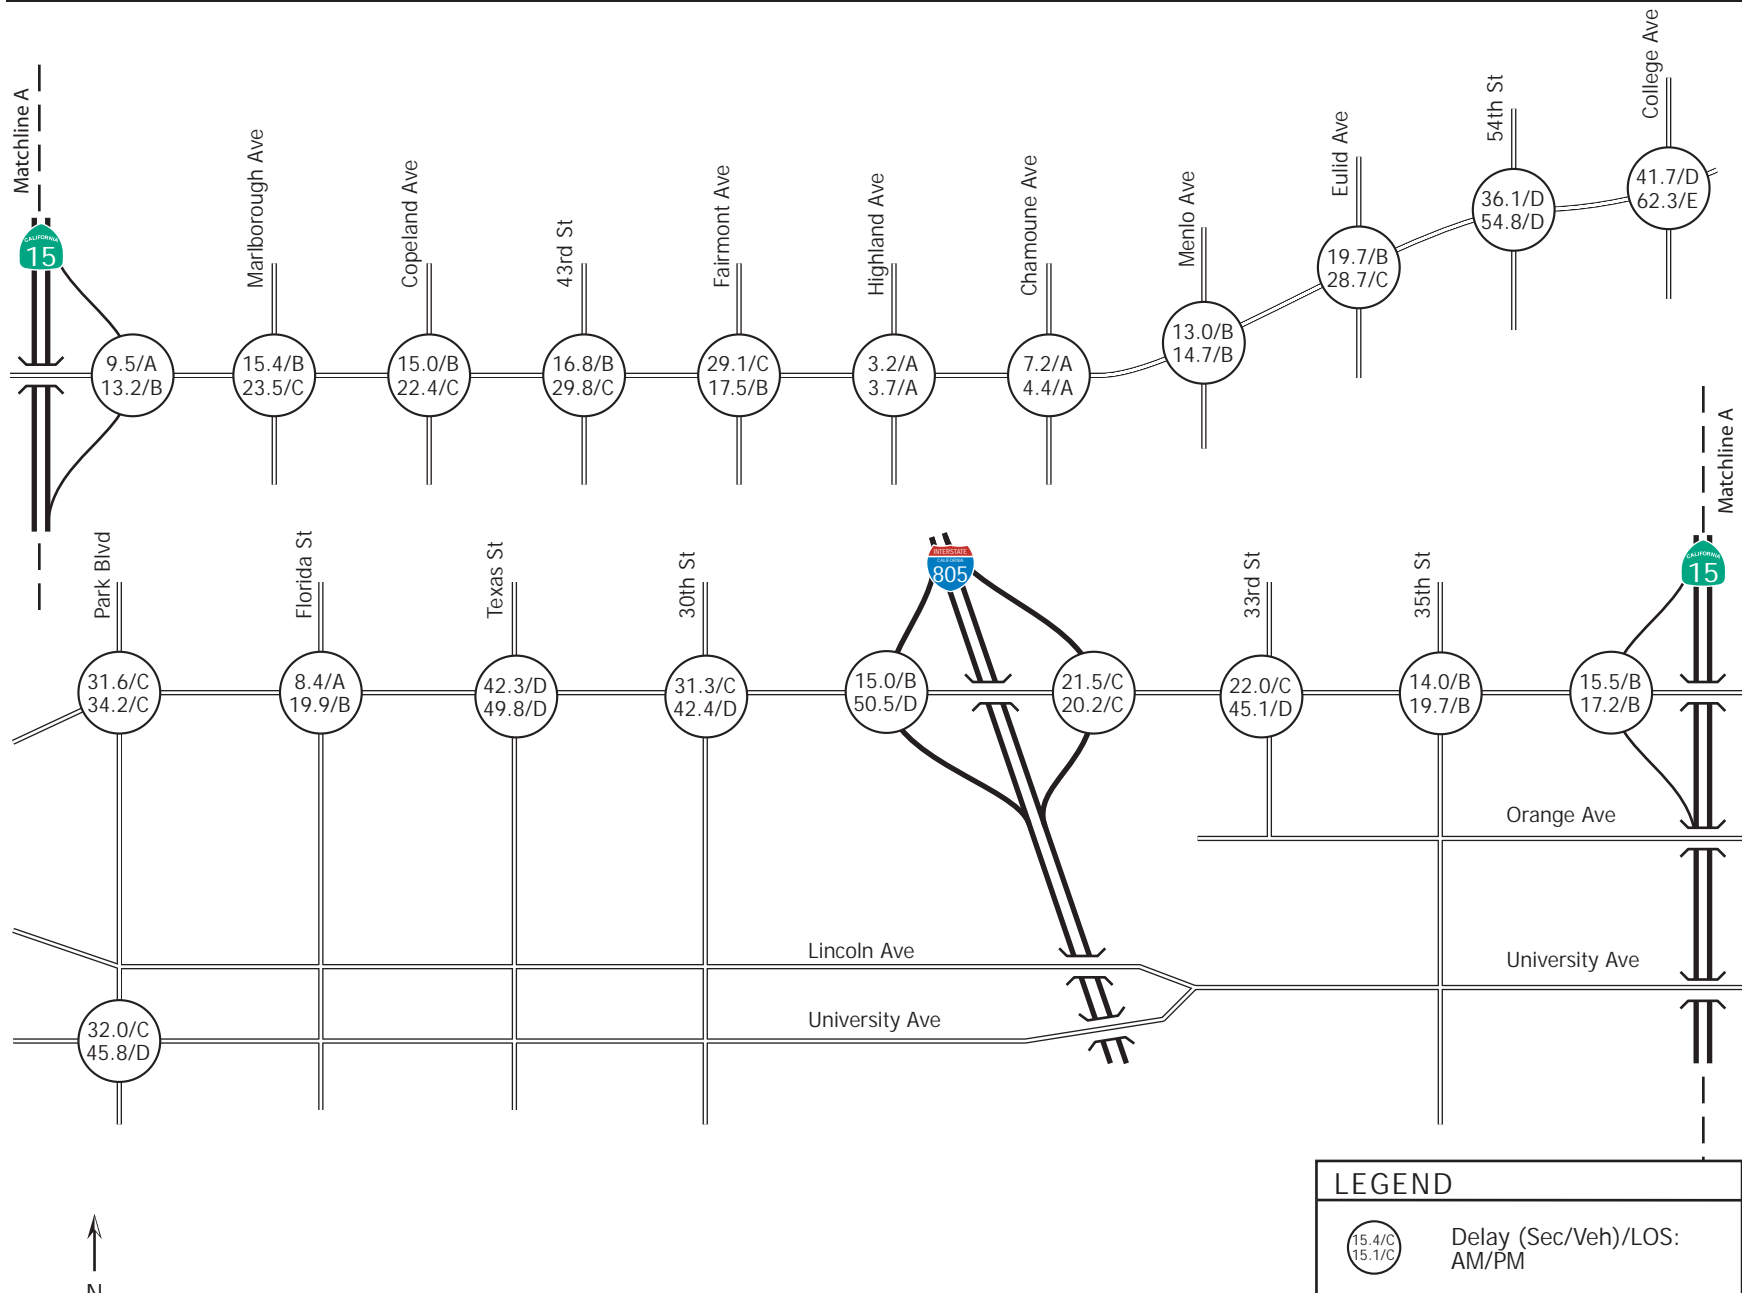 College Ave
54th St
Eulid Ave
Menlo Ave
Chamoune Ave
Highland Ave
Fairmont Ave
43rd St
Copeland Ave
Marlborough Ave
Matchline A
CALIFORNIA
15
9.5/A
13.2/B
15.4/B
23.5/C
15.0/B
22.4/C
16.8/B
29.8/C
29.1/C
17.5/B
3.2/A
3.7/A
7.2/A
4.4/A
13.0/B
14.7/B
19.7/B
28.7/C
36.1/D
54.8/D
41.7/D
62.3/E
Matchline A
Park Blvd
Florida St
Texas St
30th St
INTERSTATE
CALIFORNIA
805
33rd St
35th St
CALIFORNIA
15
31.6/C
34.2/C
8.4/A
19.9/B
42.3/D
49.8/D
31.3/C
42.4/D
15.0/B
50.5/D
21.5/C
20.2/C
22.0/C
45.1/D
14.0/B
19.7/B
15.5/B
17.2/B
Orange Ave
Lincoln Ave
University Ave
University Ave
32.0/C
45.8/D
LEGEND
15.4/C
15.1/C
Delay (Sec/Veh)/LOS:
AM/PM
N